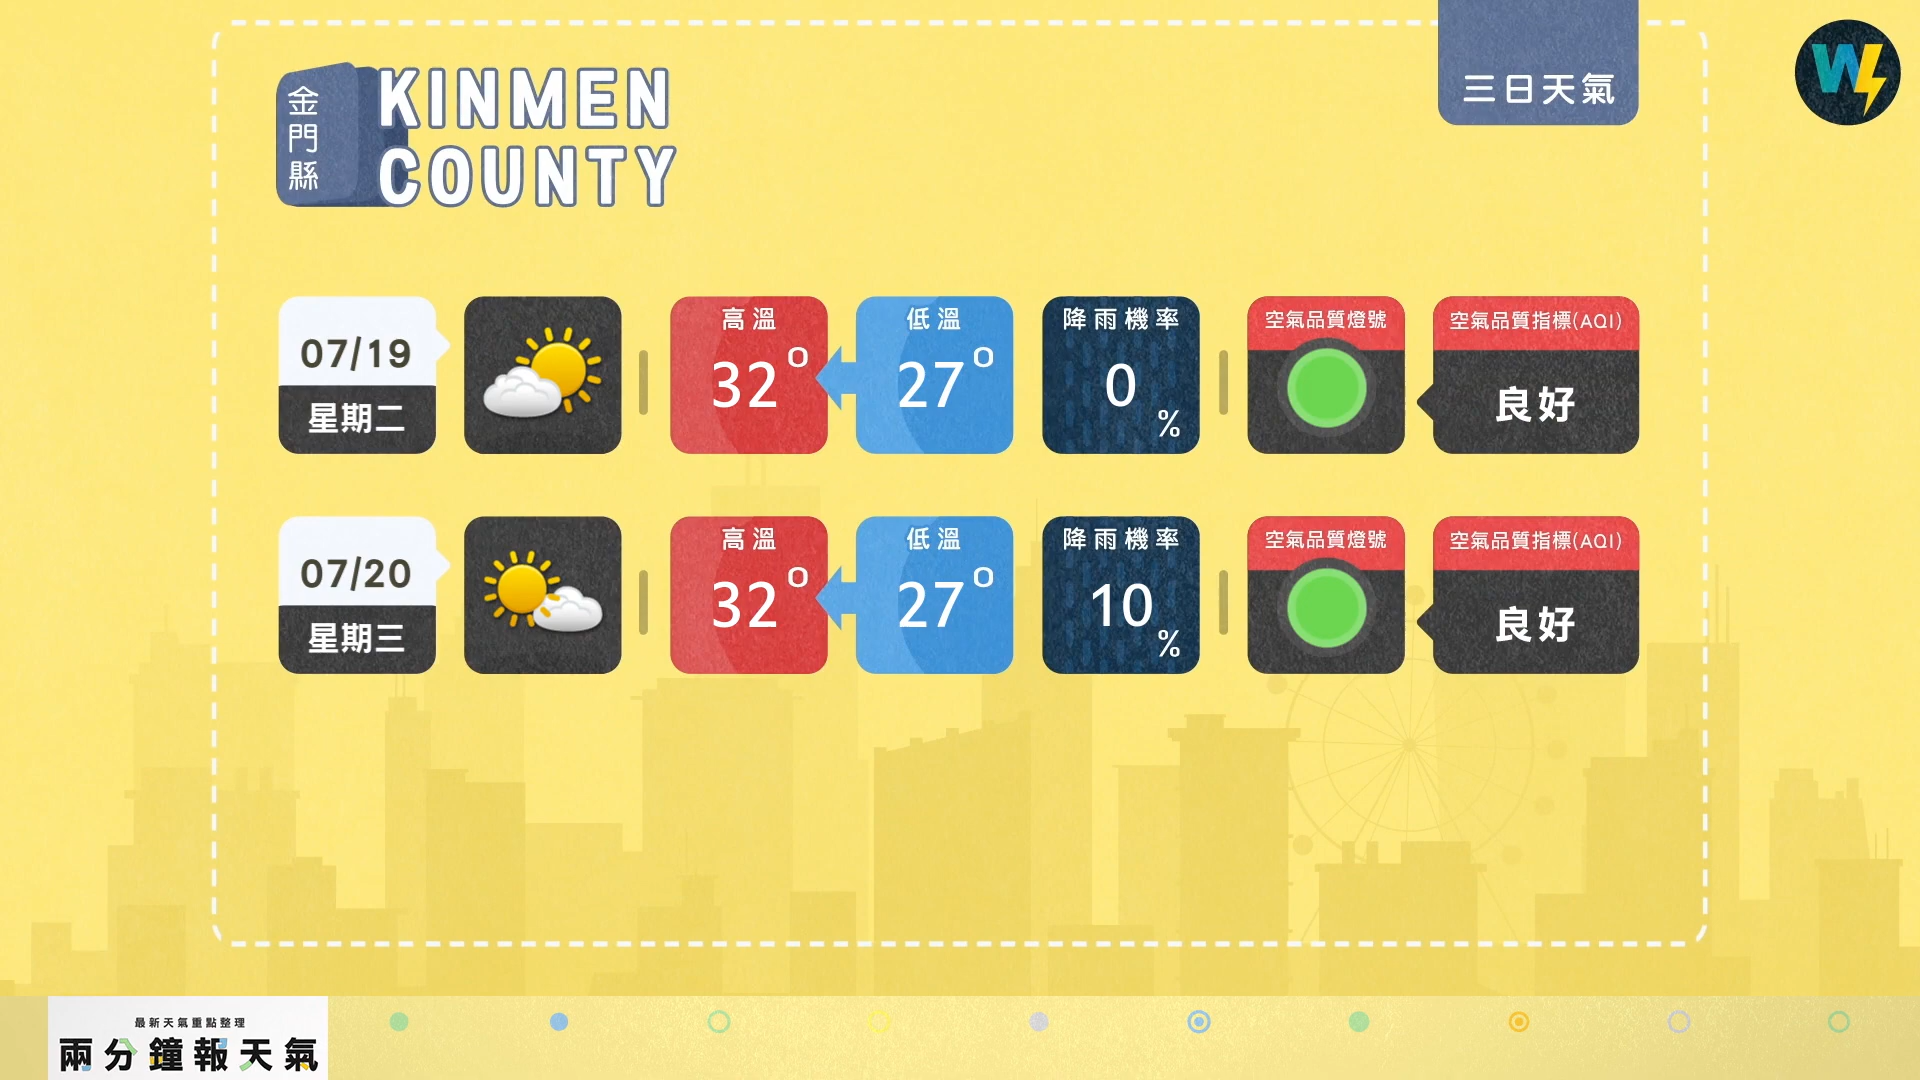 金門縣
KINMEN
COUNTY
三日天氣
W
07/19
星期二
高溫
32°
低溫
27°
降雨機率
0
%
空氣品質燈號
空氣品質指標(AQI)
良好
07/20
星期三
高溫
32°
低溫
27°
降雨機率
10
%
空氣品質燈號
空氣品質指標(AQI)
良好
最新天氣重點整理
兩分鐘報天氣